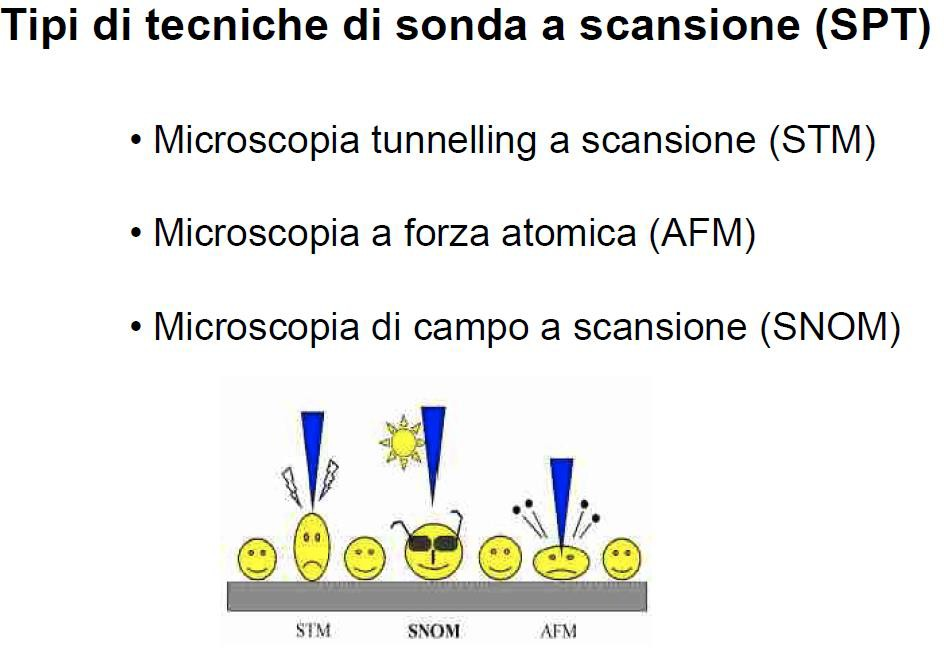 Tipi di tecniche di sonda a scansione (SPT)
• Microscopia tunnelling a scansione (STM)
• Microscopia a forza atomica (AFM)
• Microscopia di campo a scansione (SNOM)
STM SNOM AFM